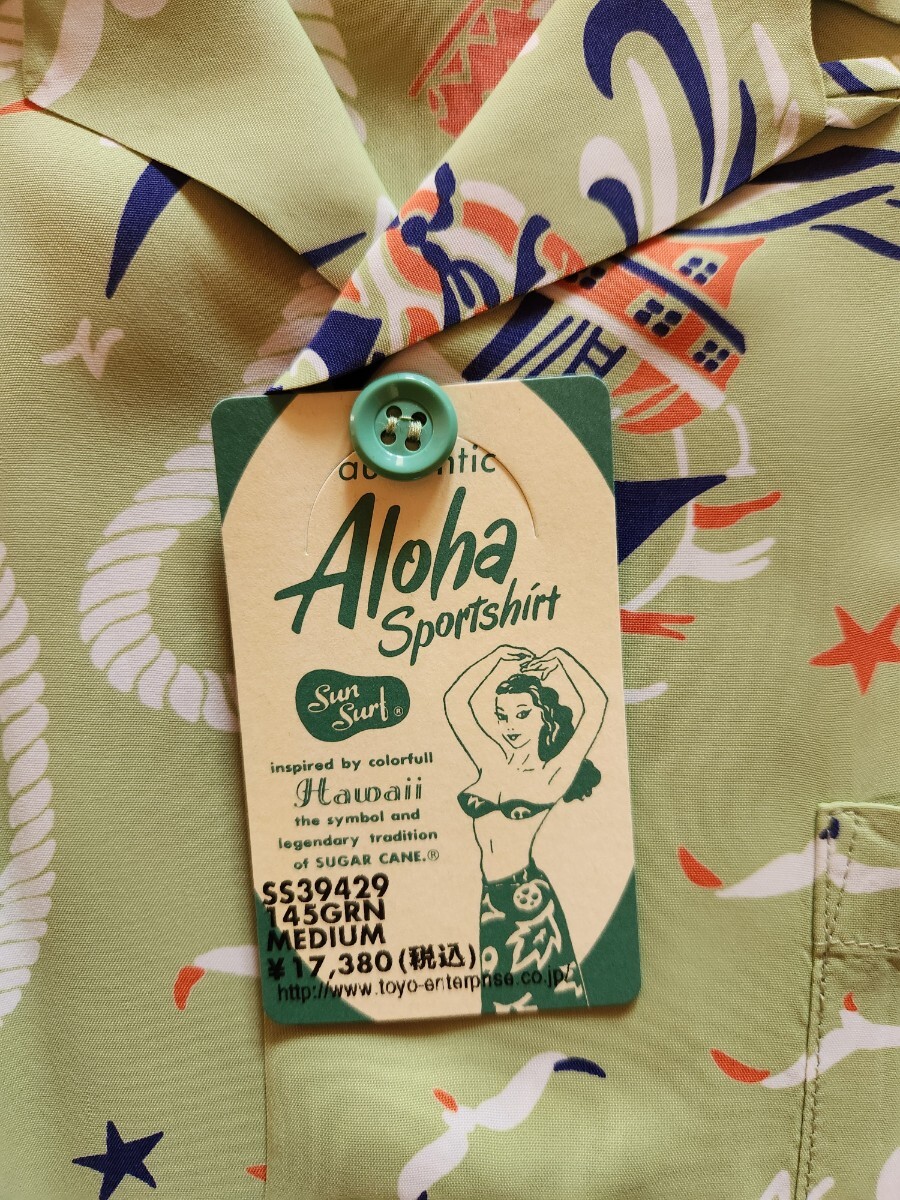 Aloha
Sportshirt
Sun
Surf®
inspired by colorfull
Hawaii
the symbol and
legendary tradition
of SUGAR CANE.®
SS39429
145GRN
MEDIUM
¥17,380(税込)
http://www.toyo-enterprise.co.jp/